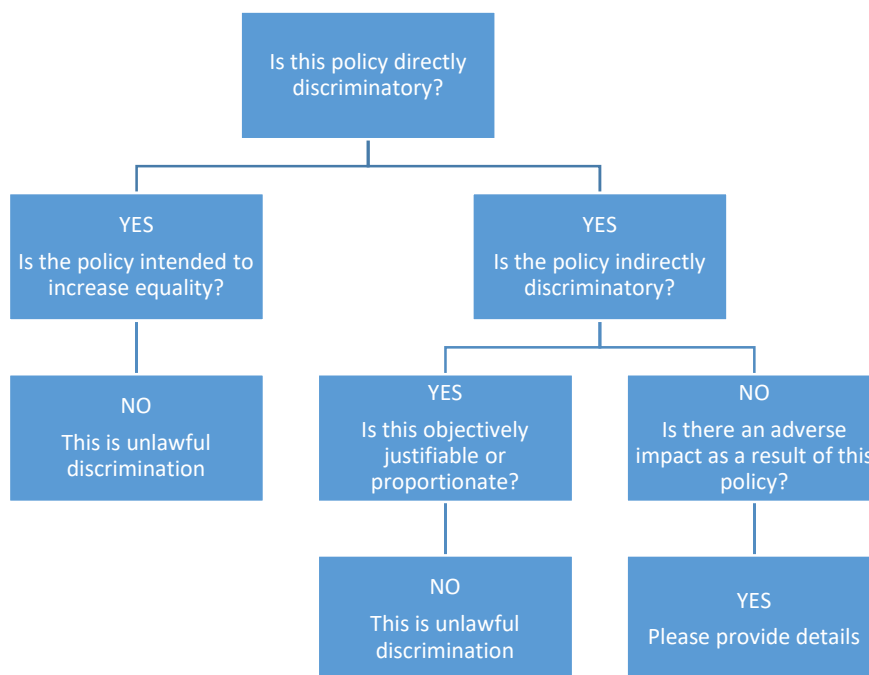 Is this policy directly
discriminatory?
YES
Is the policy intended to
increase equality?
YES
Is the policy indirectly
discriminatory?
NO
This is unlawful
discrimination
YES
Is this objectively
justifiable or
proportionate?
NO
Is there an adverse
impact as a result of this
policy?
NO
This is unlawful
discrimination
YES
Please provide details